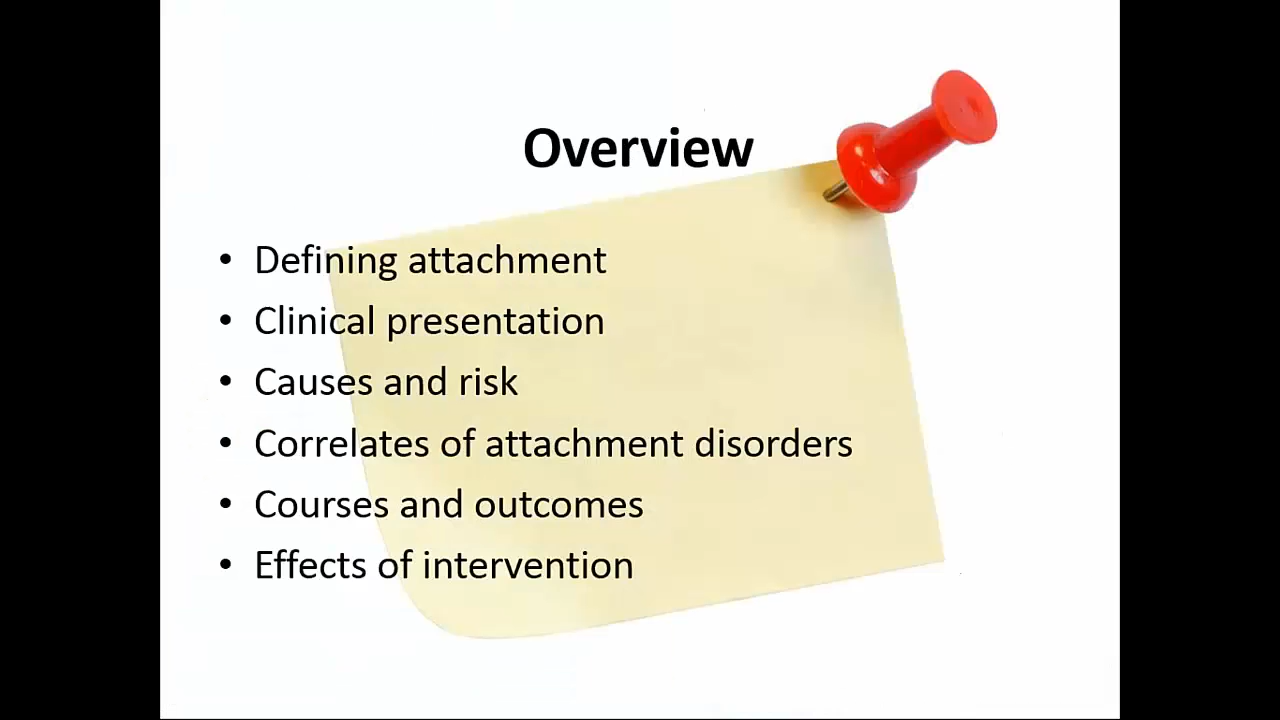 Overview
• Defining attachment
• Clinical presentation
• Causes and risk
• Correlates of attachment disorders
• Courses and outcomes
• Effects of intervention